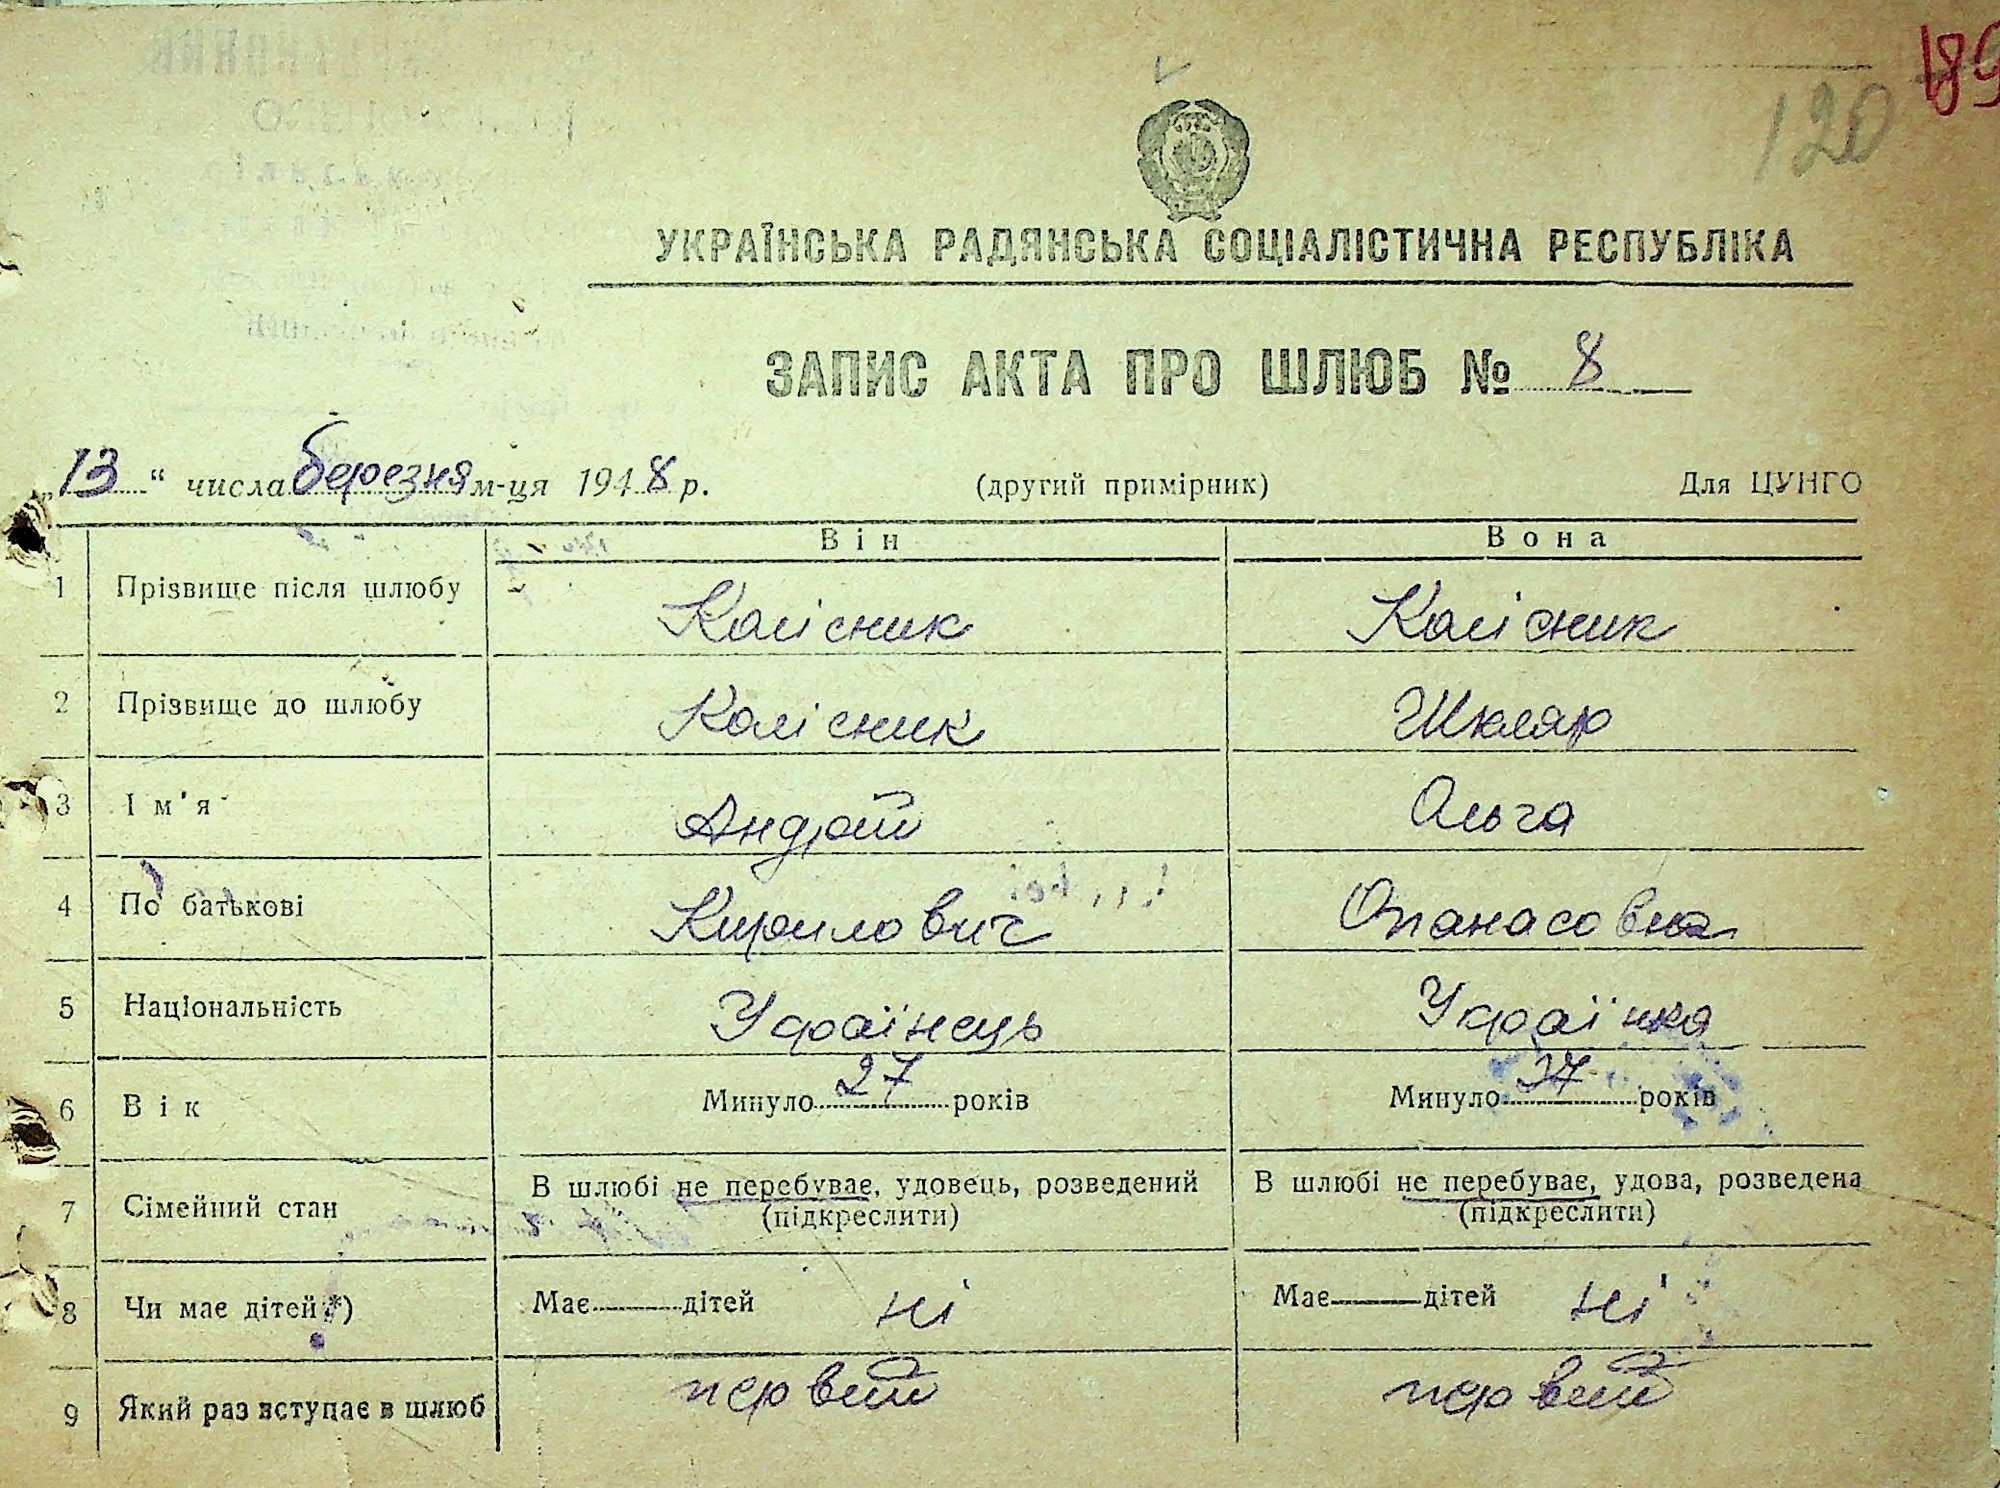 189
120
УКРАЇНСЬКА РАДЯНСЬКА СОЦІАЛІСТИЧНА РЕСПУБЛІКА
ЗАПИС АКТА ПРО ШЛЮБ № 8
„13“ числа березня м-ця 1948 р. (другий примірник) Для ЦУНГО
Він Вона
1 Прізвище після шлюбу Колісник Колісник
2 Прізвище до шлюбу Колісник Шкляр
3 Ім'я Андрій Ольга
4 По батькові Кирилович Опанасовна
5 Національність Українець Українка
6 Вік Минуло 27 років Минуло 37 років
7 Сімейний стан В шлюбі не перебуває, удовець, розведений В шлюбі не перебуває, удова, розведена
(підкреслити) (підкреслити)
8 Чи має дітей *) Має дітей ні Має дітей ні
9 Який раз вступає в шлюб первий первий